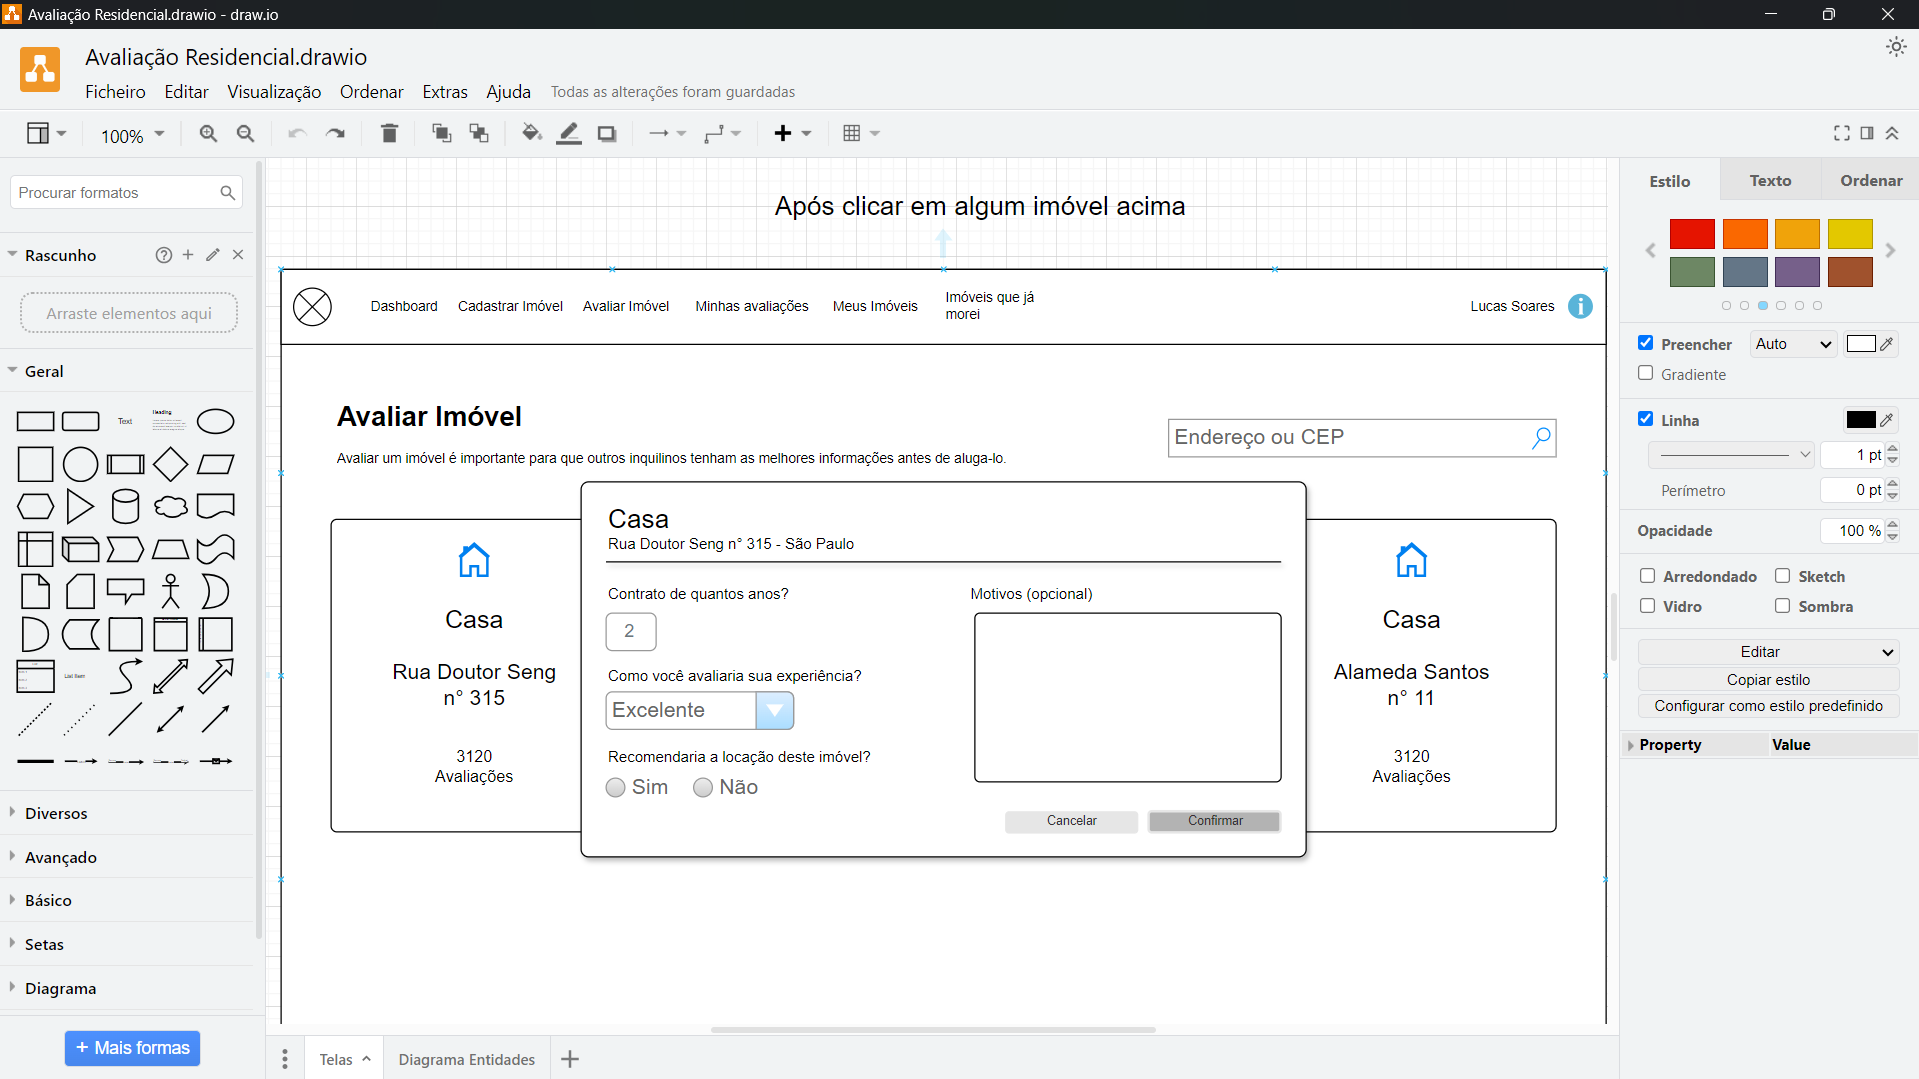 Avaliação Residencial.drawio - draw.io
Avaliação Residencial.drawio
Ficheiro Editar Visualização Ordenar Extras Ajuda Todas as alterações foram guardadas
100%
Procurar formatos
Rascunho
Arraste elementos aqui
Geral
Text
Heading
List Item
Diversos
Avançado
Básico
Setas
Diagrama
+ Mais formas
Após clicar em algum imóvel acima
Dashboard Cadastrar Imóvel Avaliar Imóvel Minhas avaliações Meus Imóveis
Imóveis que já
morei
Lucas Soares
i
Avaliar Imóvel
Endereço ou CEP
Avaliar um imóvel é importante para que outros inquilinos tenham as melhores informações antes de aluga-lo.
Casa
Rua Doutor Seng
n° 315
3120
Avaliações
Casa
Rua Doutor Seng n° 315 - São Paulo
Contrato de quantos anos?
2
Como você avaliaria sua experiência?
Excelente
Recomendaria a locação deste imóvel?
Sim Não
Motivos (opcional)
Cancelar Confirmar
Casa
Alameda Santos
n° 11
3120
Avaliações
Telas Diagrama Entidades
Estilo Texto Ordenar
Preencher Auto
Gradiente
Linha
1 pt
Perímetro 0 pt
Opacidade 100 %
Arredondado Sketch
Vidro Sombra
Editar
Copiar estilo
Configurar como estilo predefinido
Property Value